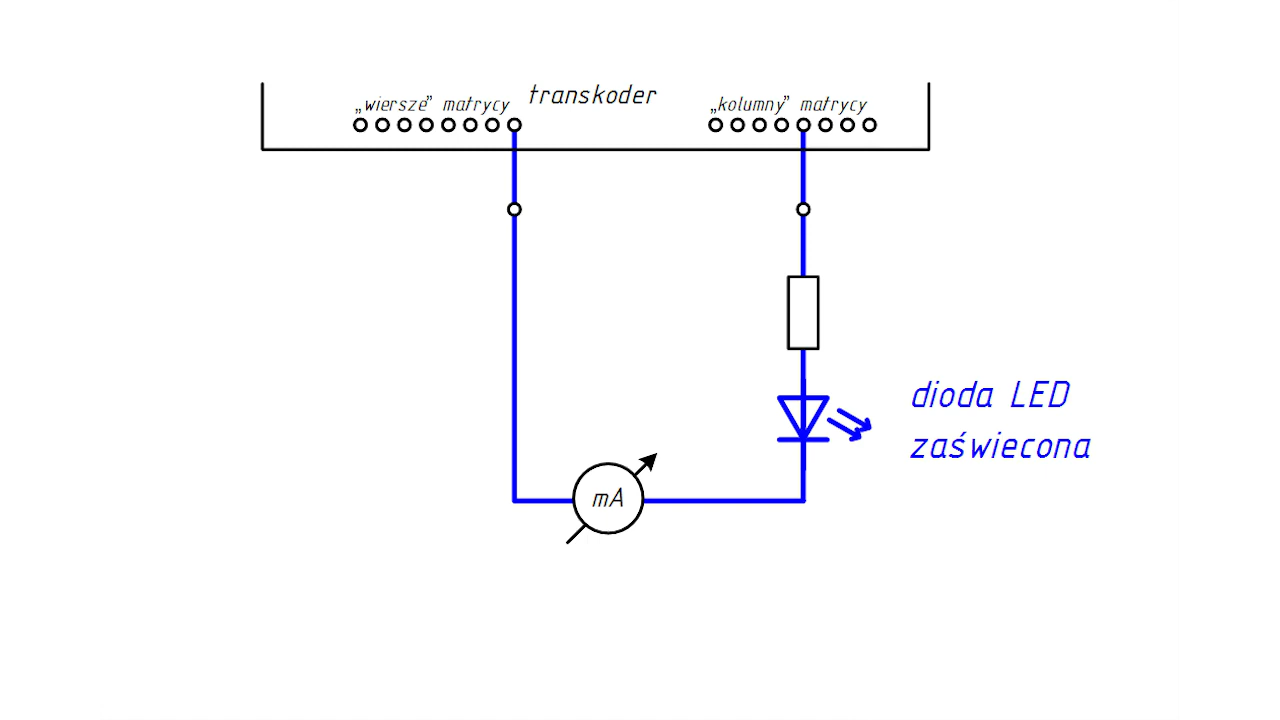 transkoder
„wiersze” matrycy
„kolumny” matrycy
dioda LED
zaświecona
mA